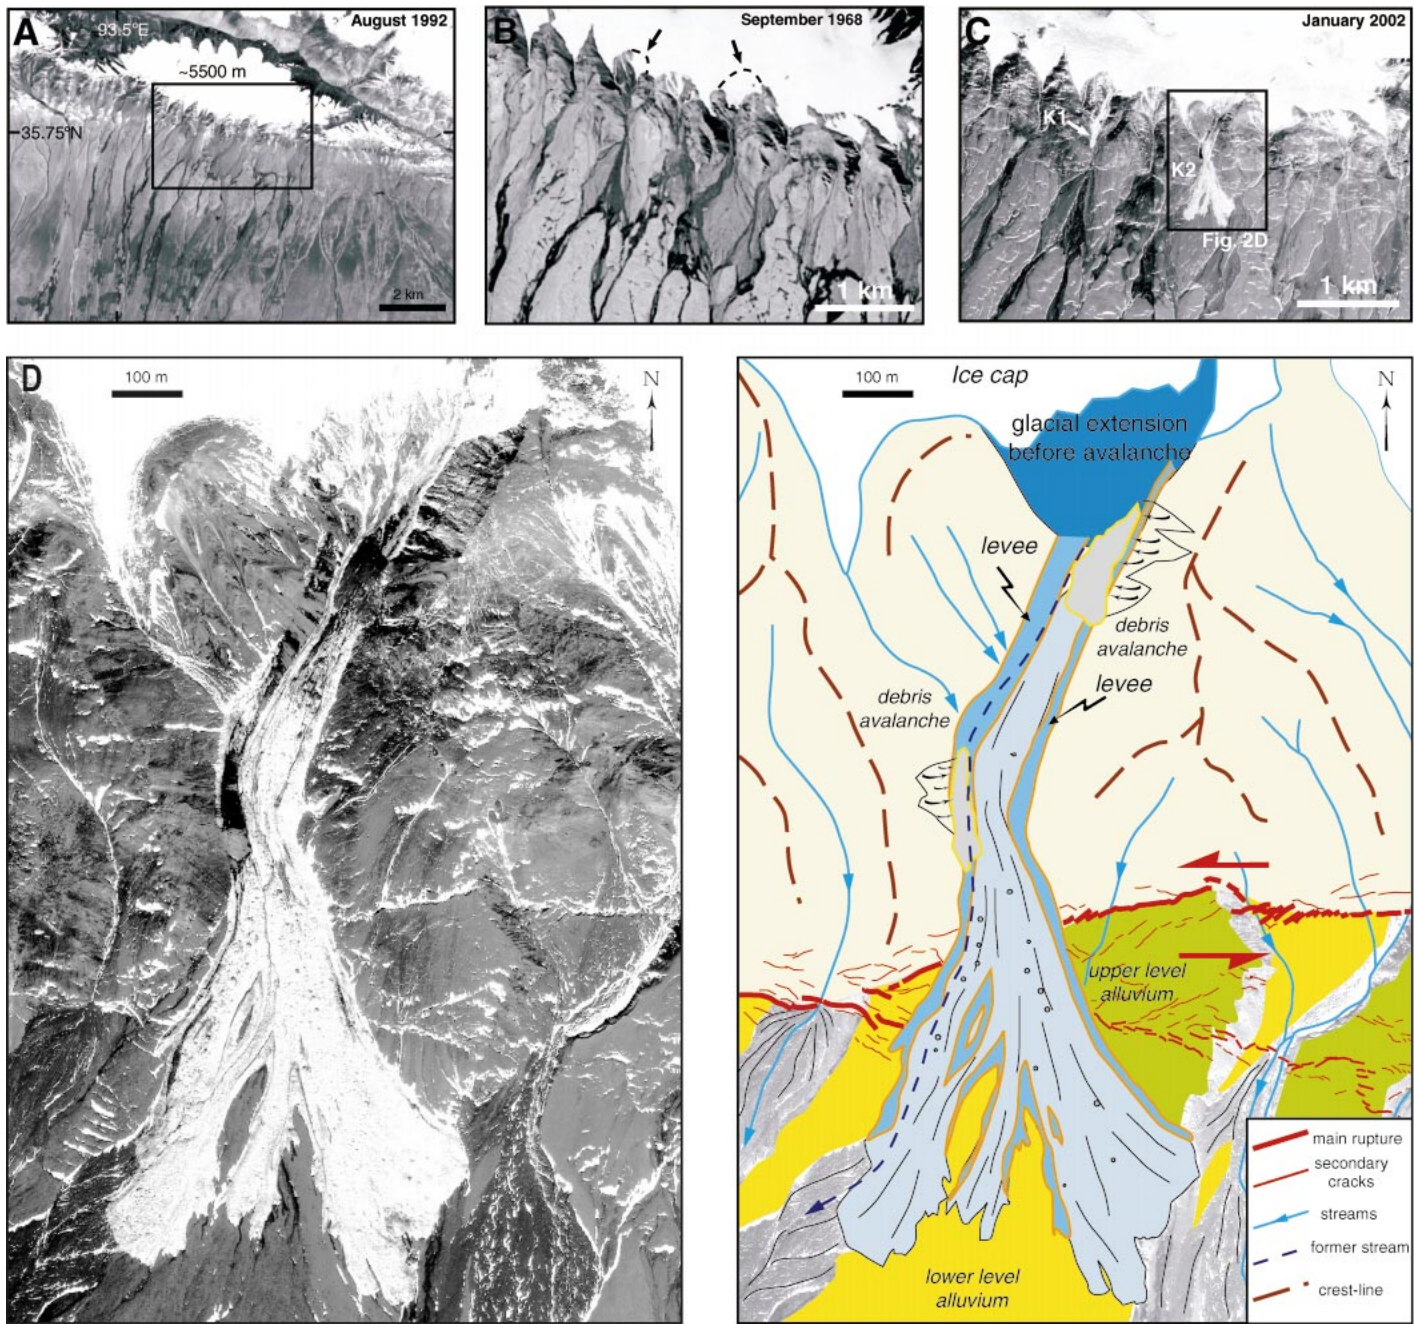 A
August 1992
93.5°E
~5500 m
35.75°N
2 km
B
September 1968
1 km
C
January 2002
K1
K2
Fig. 2D
1 km
D
100 m
N
100 m
Ice cap
N
glacial extension
before avalanche
levee
debris
avalanche
levee
debris
avalanche
upper level
alluvium
lower level
alluvium
main rupture
secondary
cracks
streams
former stream
crest-line